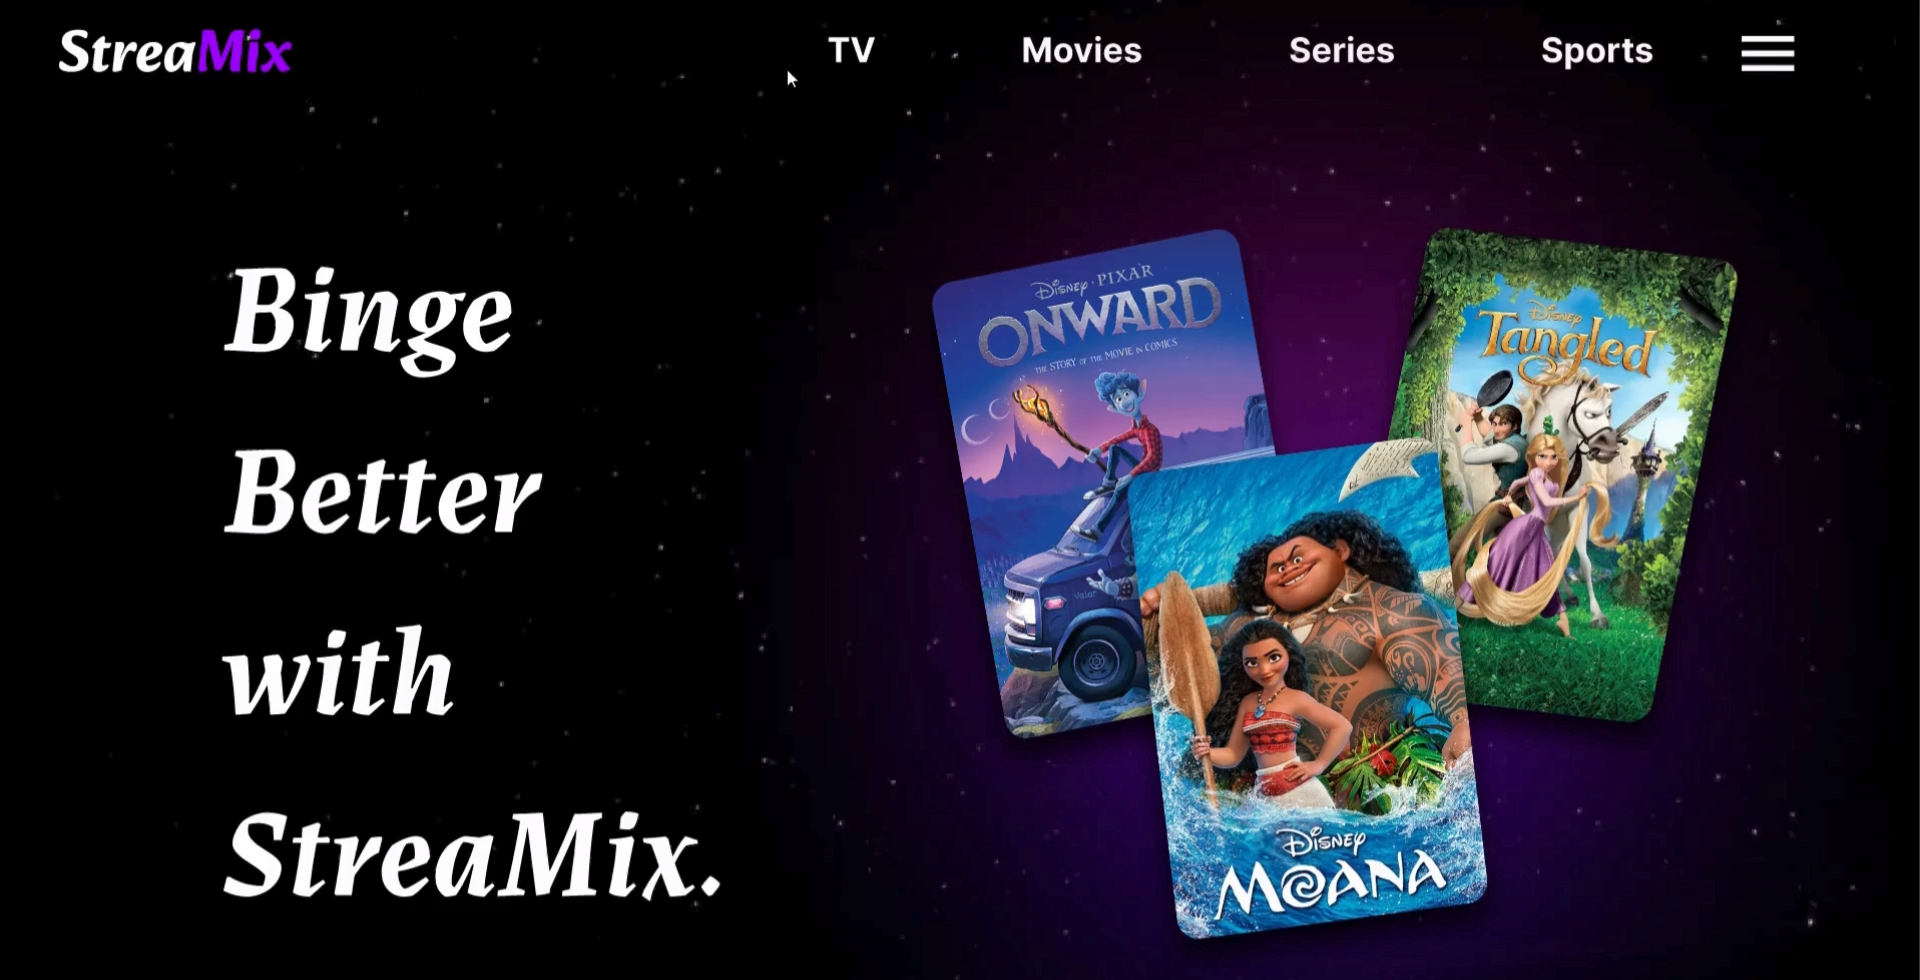 StreaMix
TV
Movies
Series
Sports
Binge
Better
with
StreaMix.
DISNEY · PIXAR
ONWARD
THE STORY OF THE MOVIE IN COMICS
DISNEY
Tangled
DISNEY
MOANA